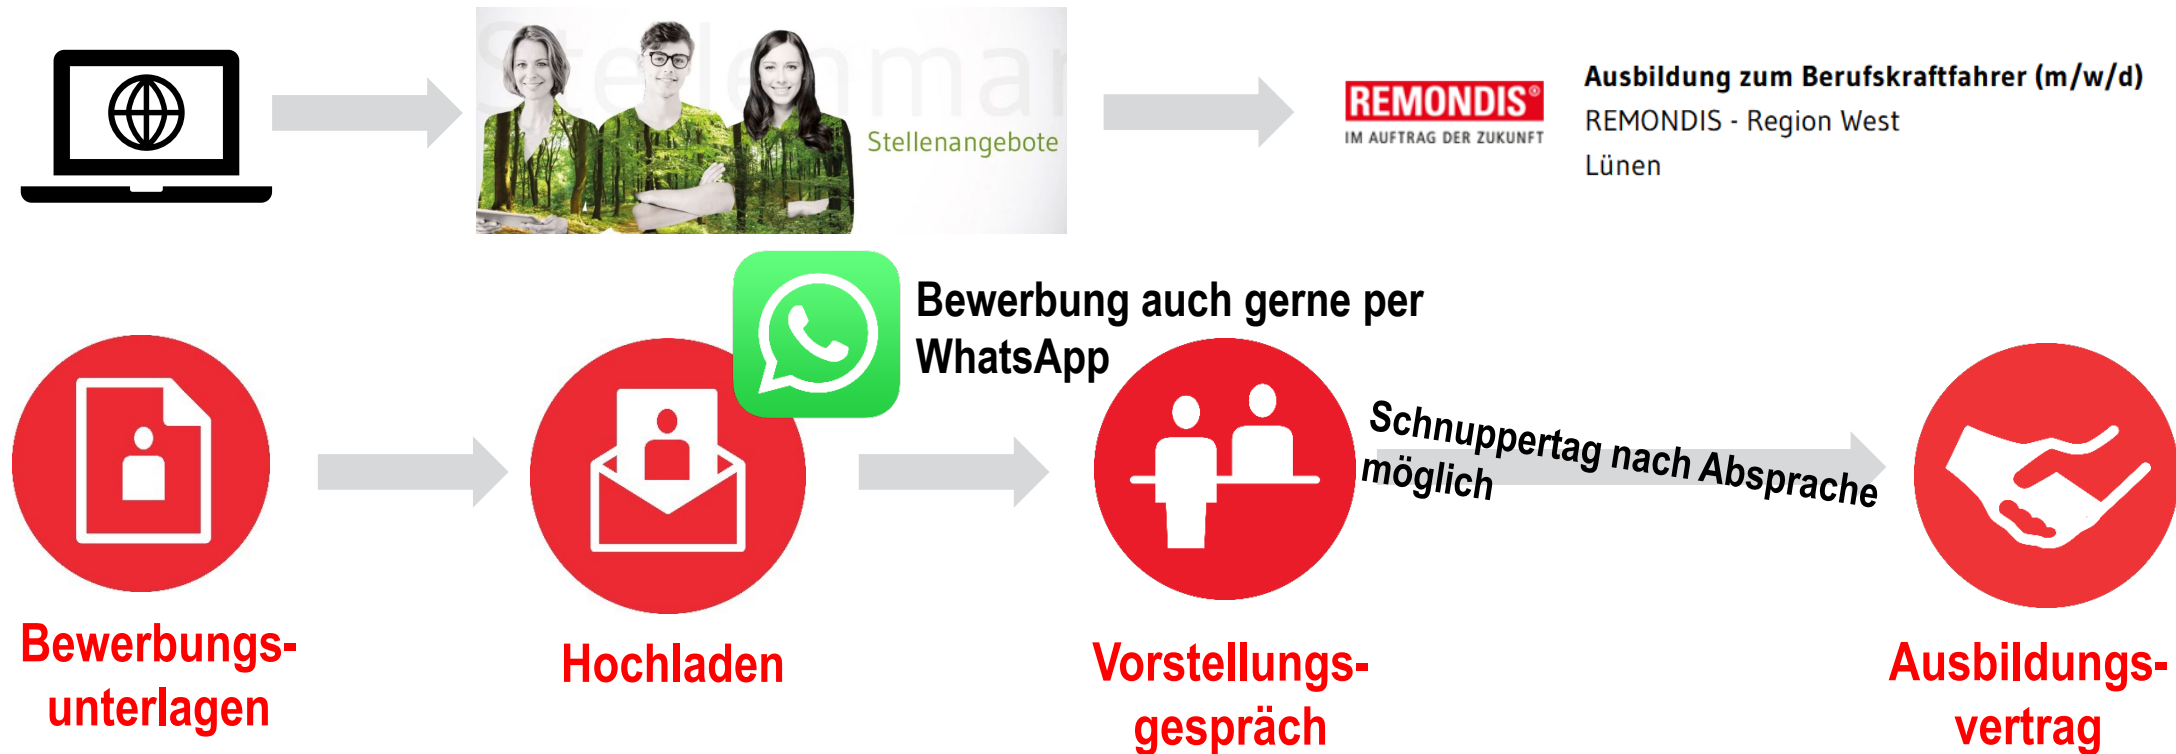 Stellenmar
Stellenangebote
REMONDIS®
IM AUFTRAG DER ZUKUNFT
Ausbildung zum Berufskraftfahrer (m/w/d)
REMONDIS - Region West
Lünen
Bewerbung auch gerne per
WhatsApp
Schnuppertag nach Absprache
möglich
Bewerbungs-
unterlagen
Hochladen
Vorstellungs-
gespräch
Ausbildungs-
vertrag